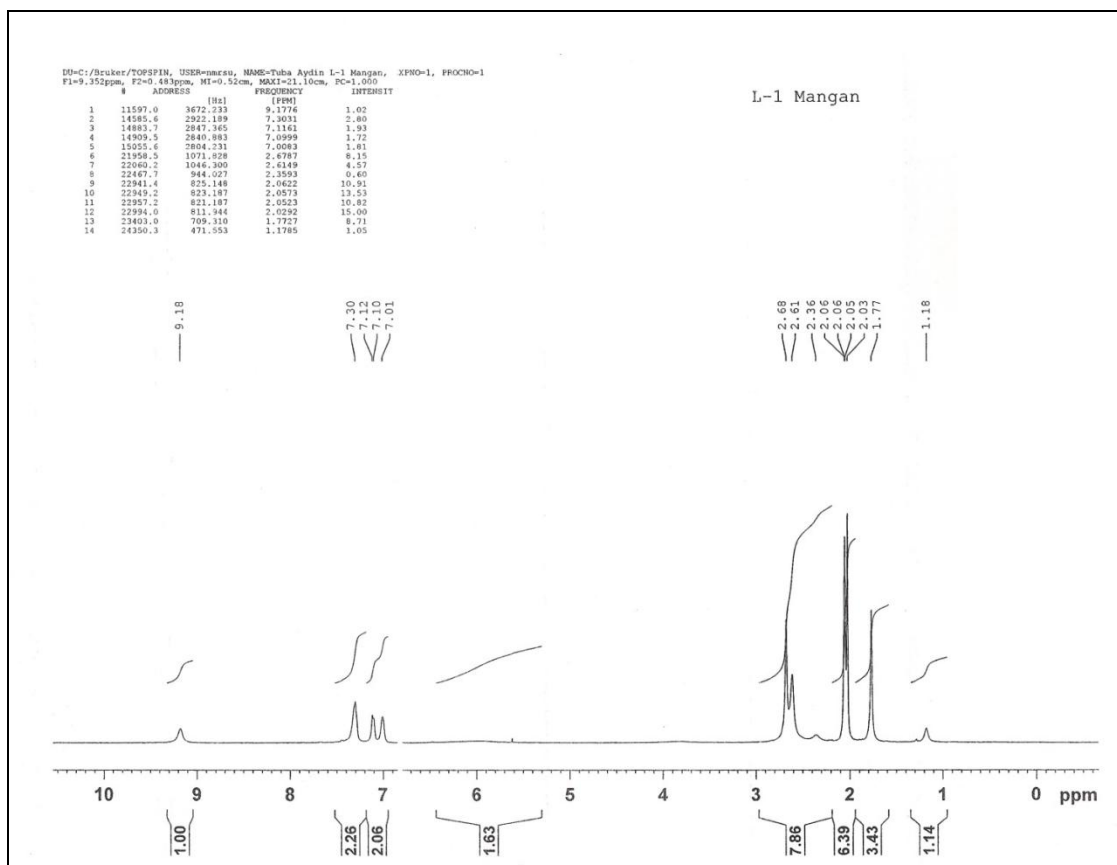 DU=C:/Bruker/TOPSPIN, USER=nmrsu, NAME=Tuba Aydin L-1 Mangan, XPNO=1, PROCNO=1
F1=9.352ppm, F2=0.483ppm, MI=0.52cm, MAXI=21.10cm, PC=1.000
# ADDRESS FREQUENCY INTENSIT
[Hz] [PPM]
1 11597.0 3672.233 9.1776 1.02
2 14585.6 2922.189 7.3031 2.80
3 14883.7 2847.365 7.1161 1.93
4 14909.5 2840.883 7.0999 1.72
5 15055.6 2804.231 7.0083 1.81
6 21958.5 1071.828 2.6787 8.15
7 22060.2 1046.300 2.6149 4.57
8 22467.7 944.027 2.3593 0.60
9 22941.4 825.148 2.0622 10.91
10 22949.2 823.187 2.0573 13.53
11 22957.2 821.187 2.0523 10.82
12 22994.0 811.944 2.0292 15.00
13 23403.0 709.310 1.7727 8.71
14 24350.3 471.553 1.1785 1.05
L-1 Mangan
9.18
7.30
7.12
7.10
7.01
2.68
2.61
2.36
2.06
2.06
2.05
2.03
1.77
1.18
10 9 8 7 6 5 4 3 2 1 0 ppm
1.00
2.26
2.06
1.63
7.86
6.39
3.43
1.14